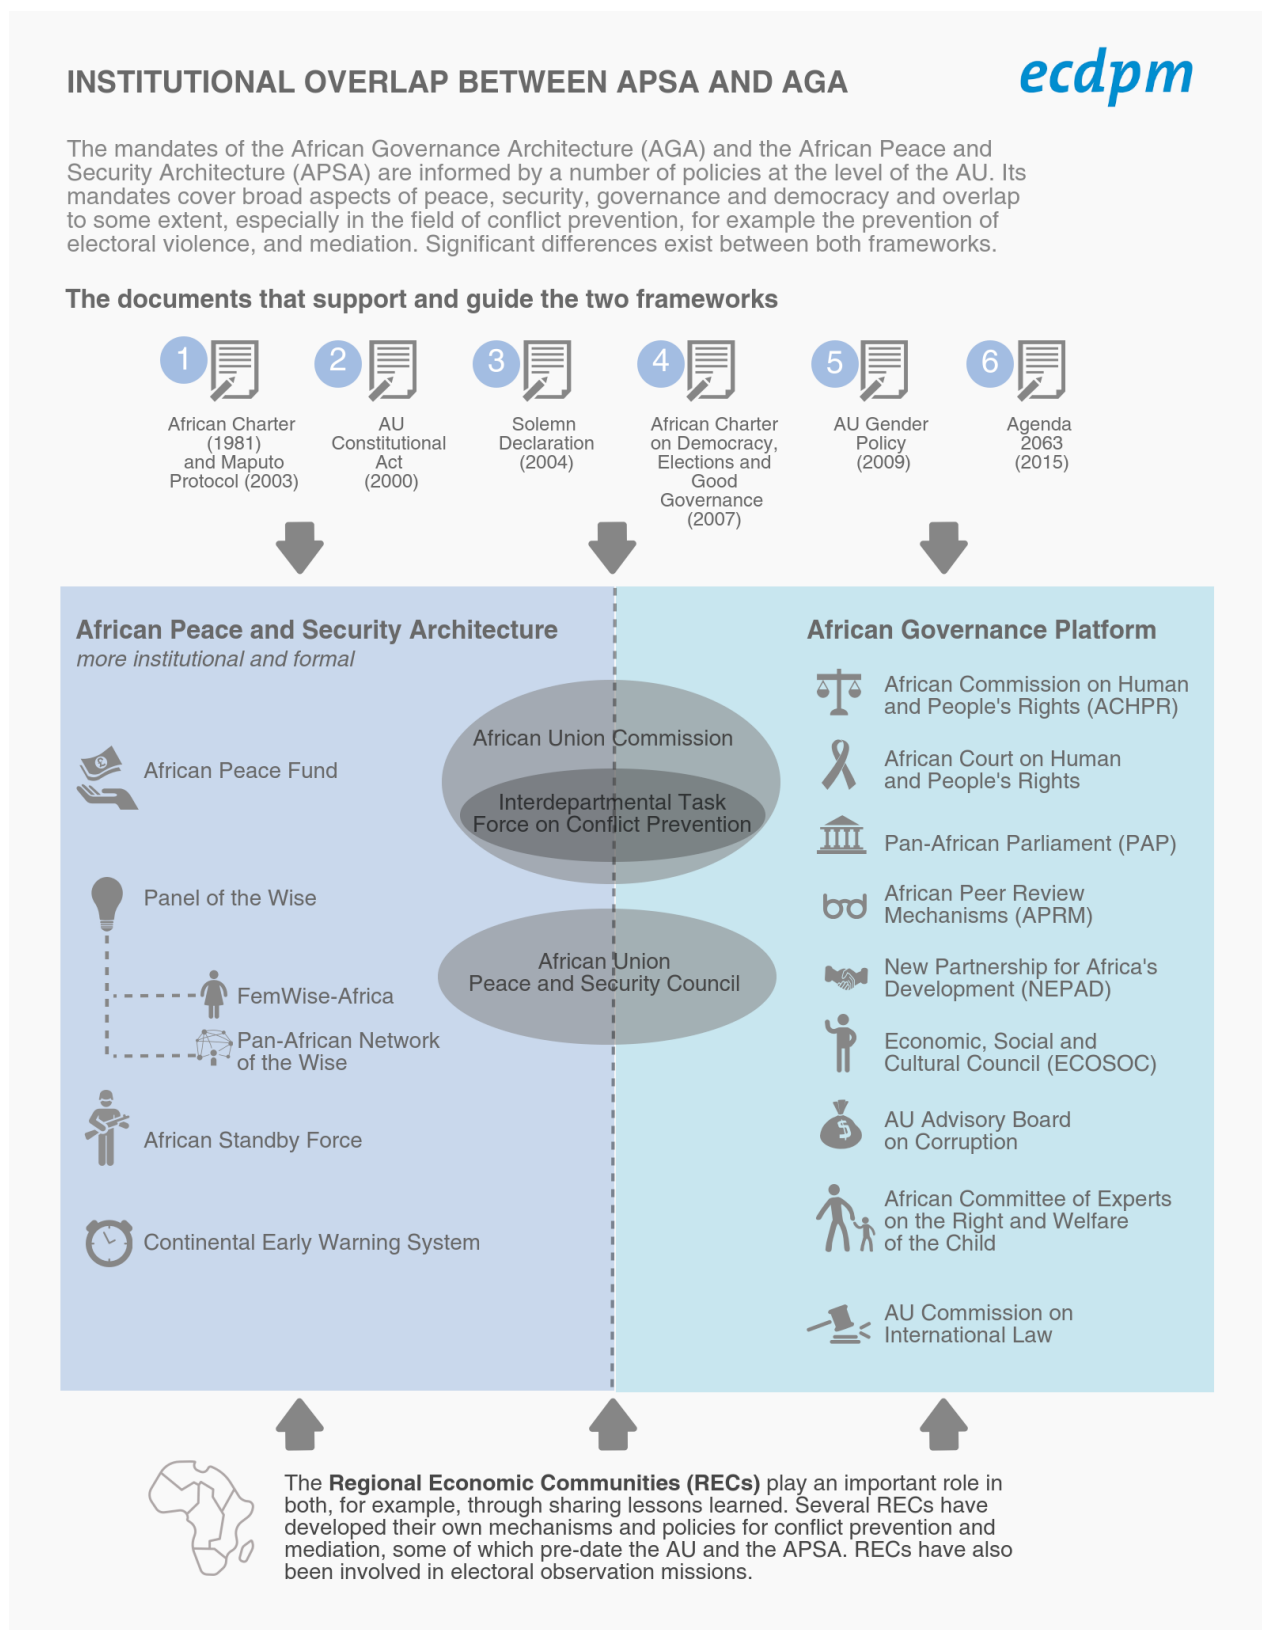 INSTITUTIONAL OVERLAP BETWEEN APSA AND AGA
ecdpm
The mandates of the African Governance Architecture (AGA) and the African Peace and
Security Architecture (APSA) are informed by a number of policies at the level of the AU. Its
mandates cover broad aspects of peace, security, governance and democracy and overlap
to some extent, especially in the field of conflict prevention, for example the prevention of
electoral violence, and mediation. Significant differences exist between both frameworks.
The documents that support and guide the two frameworks
1
African Charter
(1981)
and Maputo
Protocol (2003)
2
AU
Constitutional
Act
(2000)
3
Solemn
Declaration
(2004)
4
African Charter
on Democracy,
Elections and
Good
Governance
(2007)
5
AU Gender
Policy
(2009)
6
Agenda
2063
(2015)
African Peace and Security Architecture
more institutional and formal
£
African Peace Fund
Panel of the Wise
FemWise-Africa
Pan-African Network
of the Wise
African Standby Force
Continental Early Warning System
African Union Commission
Interdepartmental Task
Force on Conflict Prevention
African Union
Peace and Security Council
African Governance Platform
African Commission on Human
and People's Rights (ACHPR)
African Court on Human
and People's Rights
Pan-African Parliament (PAP)
African Peer Review
Mechanisms (APRM)
New Partnership for Africa's
Development (NEPAD)
Economic, Social and
Cultural Council (ECOSOC)
$
AU Advisory Board
on Corruption
African Committee of Experts
on the Right and Welfare
of the Child
AU Commission on
International Law
The Regional Economic Communities (RECs) play an important role in
both, for example, through sharing lessons learned. Several RECs have
developed their own mechanisms and policies for conflict prevention and
mediation, some of which pre-date the AU and the APSA. RECs have also
been involved in electoral observation missions.